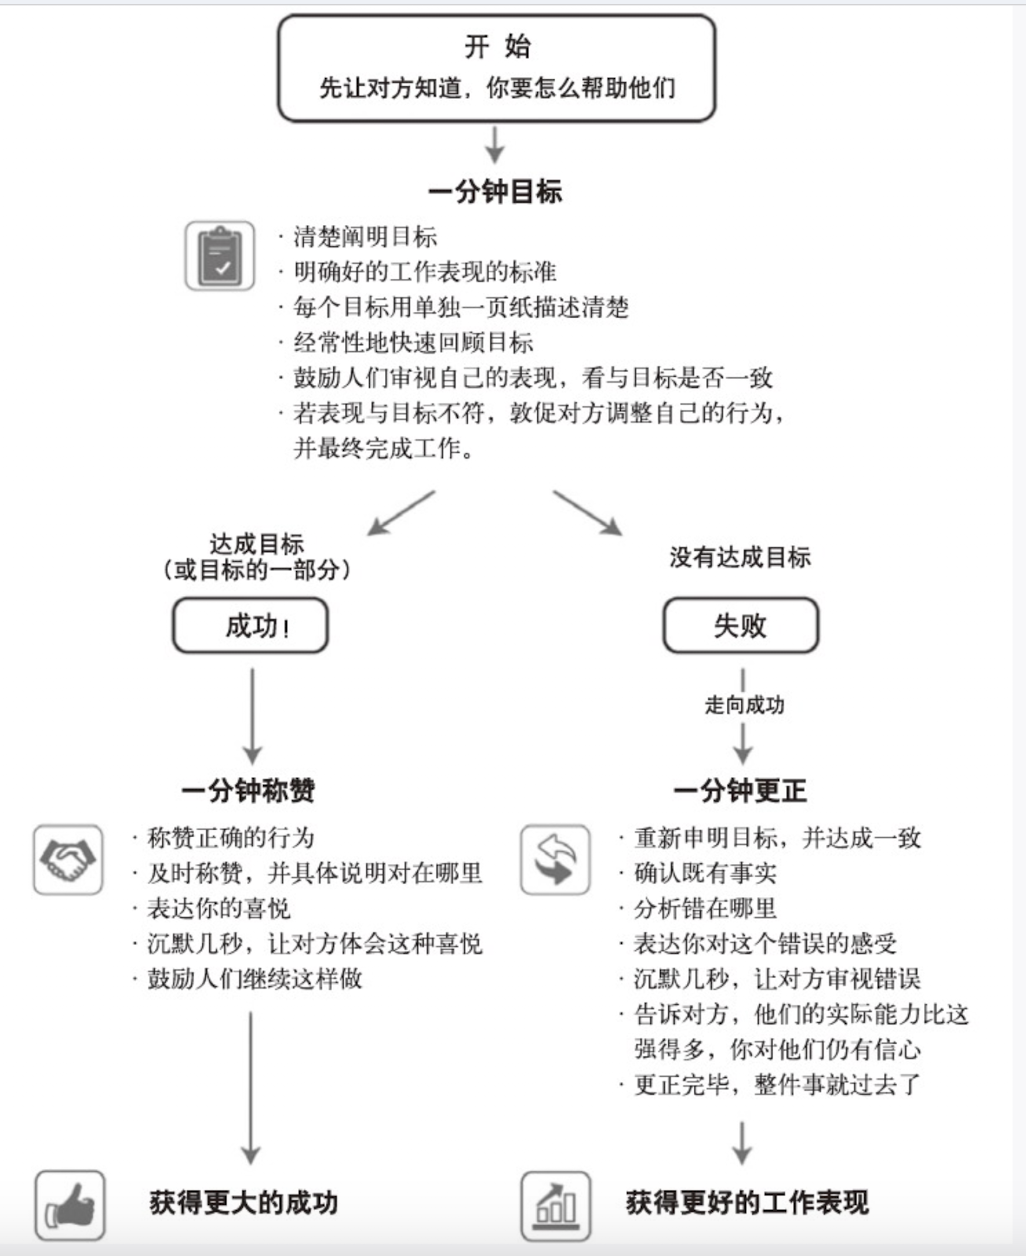 开 始
先让对方知道，你要怎么帮助他们
一分钟目标
· 清楚阐明目标
· 明确好的工作表现的标准
· 每个目标用单独一页纸描述清楚
· 经常性地快速回顾目标
· 鼓励人们审视自己的表现，看与目标是否一致
· 若表现与目标不符，敦促对方调整自己的行为，
并最终完成工作。
达成目标
（或目标的一部分）
成功！
一分钟称赞
· 称赞正确的行为
· 及时称赞，并具体说明对在哪里
· 表达你的喜悦
· 沉默几秒，让对方体会这种喜悦
· 鼓励人们继续这样做
获得更大的成功
没有达成目标
失败
走向成功
一分钟更正
· 重新申明目标，并达成一致
· 确认既有事实
· 分析错在哪里
· 表达你对这个错误的感受
· 沉默几秒，让对方审视错误
· 告诉对方，他们的实际能力比这
强得多，你对他们仍有信心
· 更正完毕，整件事就过去了
获得更好的工作表现